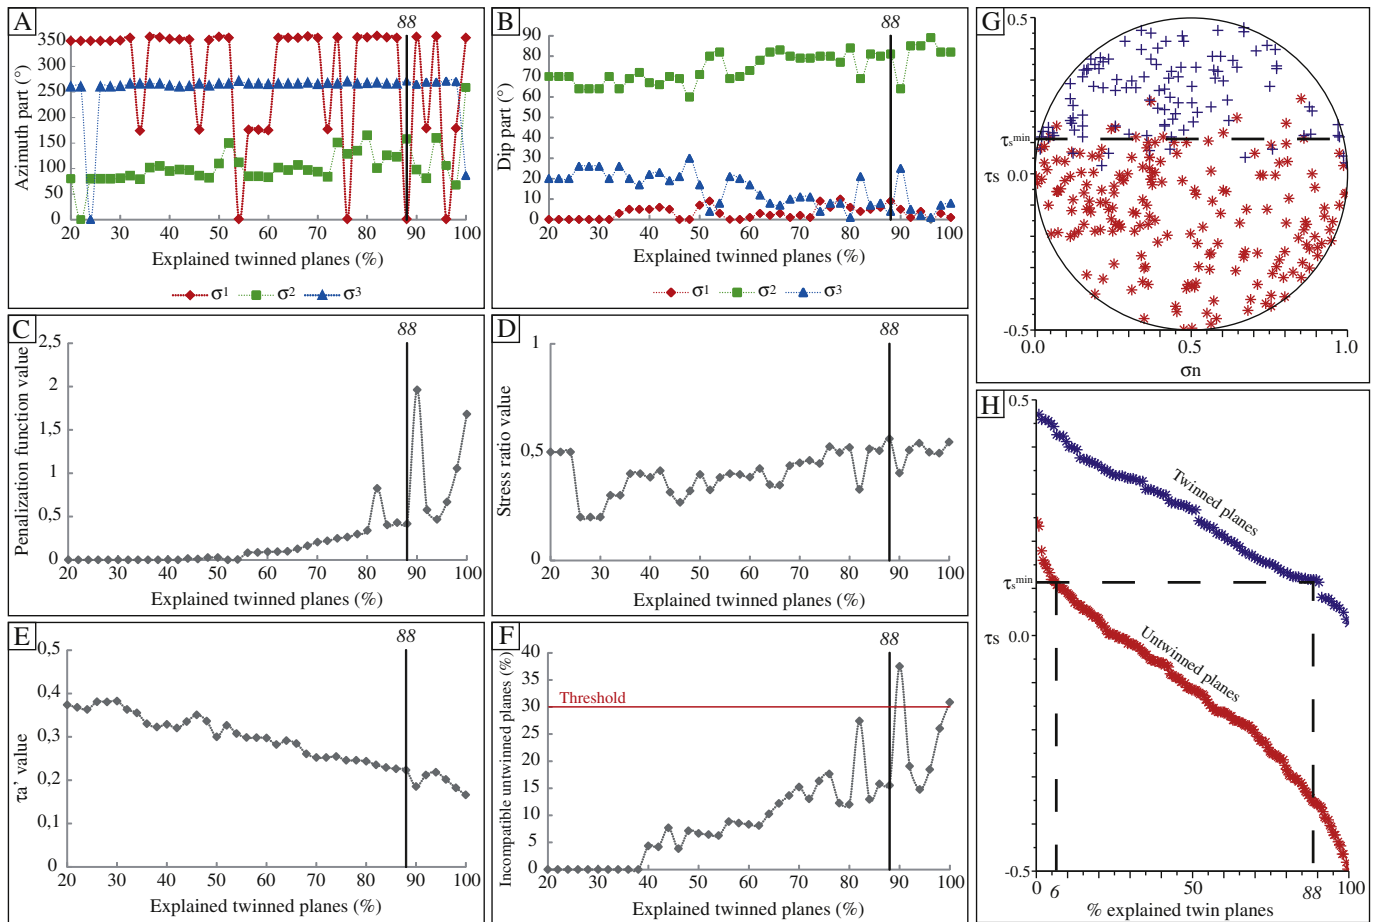 A
88
350
300
250
200
150
100
50
0
Azimuth part (°)
20 30 40 50 60 70 80 90 100
Explained twinned planes (%)
σ1 σ2 σ3
B
88
90
80
70
60
50
40
30
20
10
0
Dip part (°)
20 30 40 50 60 70 80 90 100
Explained twinned planes (%)
σ1 σ2 σ3
G
0.5
τs min
τs 0.0
-0.5
0.0 0.5 1.0
σn
C
88
2,5
2
1,5
1
0,5
0
Penalization function value
20 30 40 50 60 70 80 90 100
Explained twinned planes (%)
D
88
1
0,5
0
Stress ratio value
20 30 40 50 60 70 80 90 100
Explained twinned planes (%)
E
88
0,5
0,4
0,3
0,2
0,1
0
τa' value
20 30 40 50 60 70 80 90 100
Explained twinned planes (%)
F
88
40
35
30
25
20
15
10
5
0
Threshold
Incompatible untwinned planes (%)
20 30 40 50 60 70 80 90 100
Explained twinned planes (%)
H
0.5
Twinned planes
τs min
τs 0.0
Untwinned planes
-0.5
0 6 50 88 100
% explained twin planes